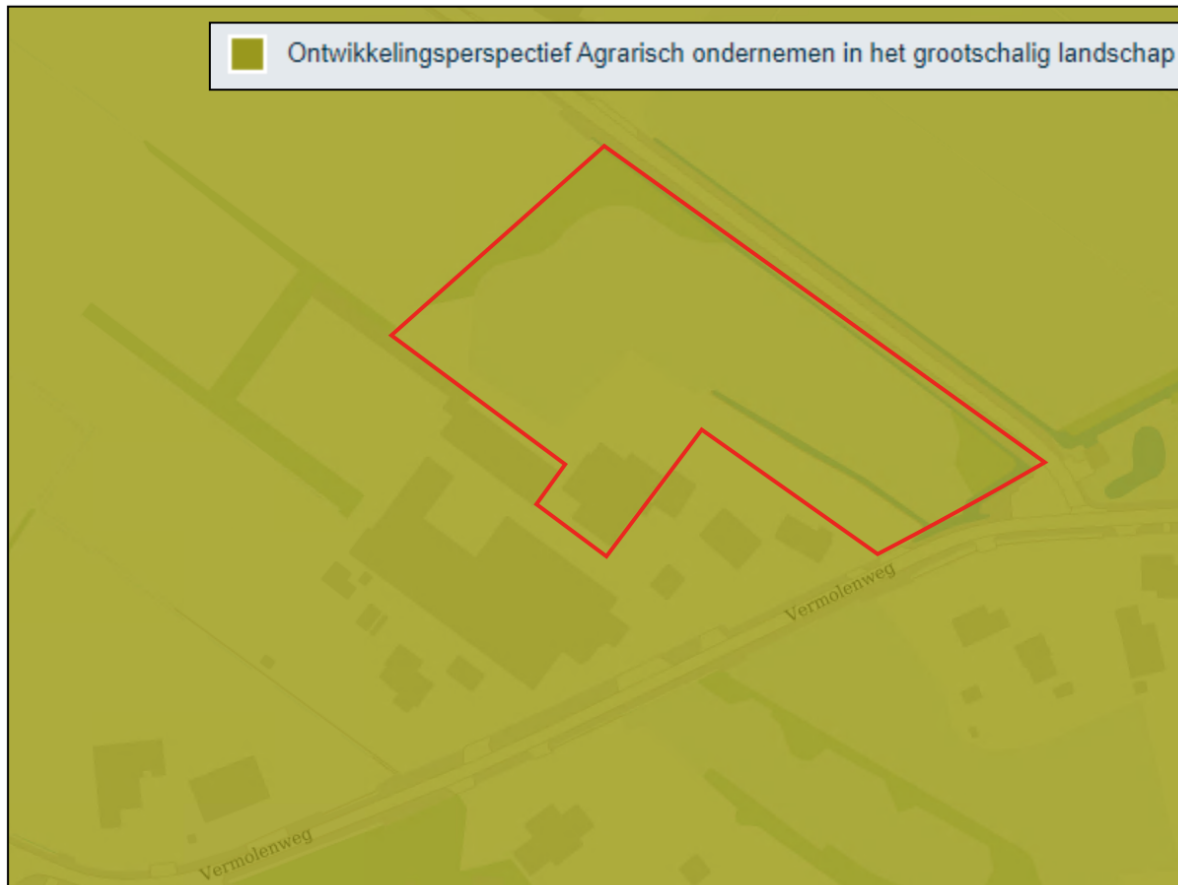 Ontwikkelingsperspectief Agrarisch ondernemen in het grootschalig landschap
Vermolenweg
Vermolenweg